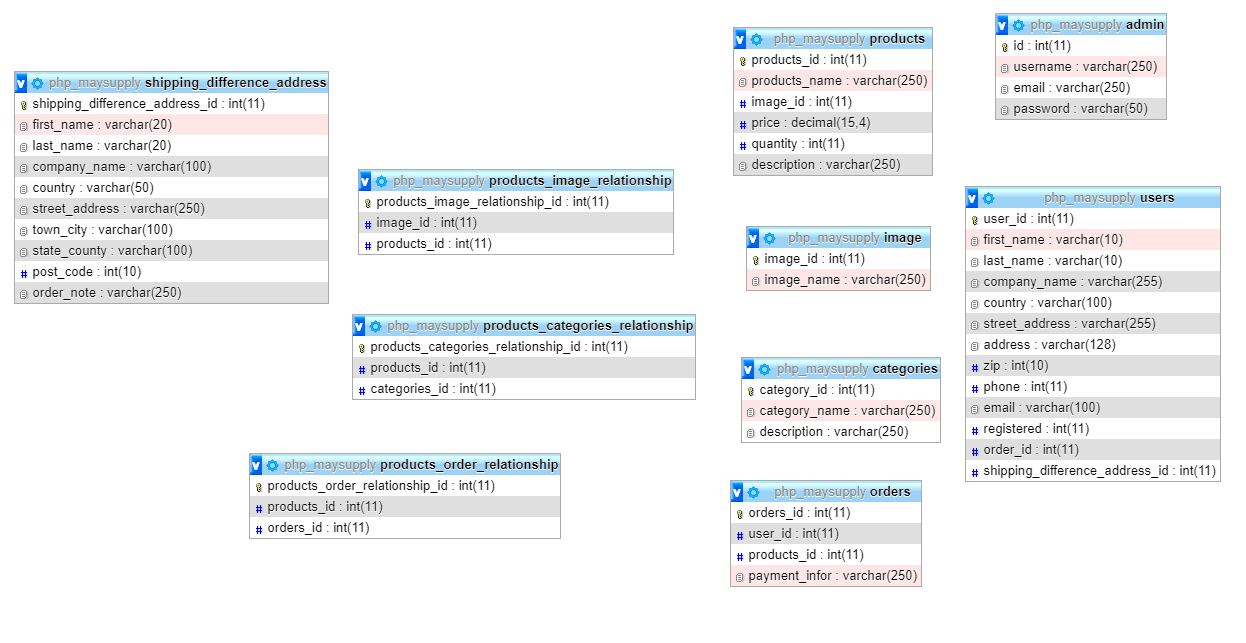 php_maysupply shipping_difference_address
shipping_difference_address_id : int(11)
first_name : varchar(20)
last_name : varchar(20)
company_name : varchar(100)
country : varchar(50)
street_address : varchar(250)
town_city : varchar(100)
state_county : varchar(100)
# post_code : int(10)
order_note : varchar(250)
php_maysupply products_image_relationship
products_image_relationship_id : int(11)
# image_id : int(11)
# products_id : int(11)
php_maysupply products_categories_relationship
products_categories_relationship_id : int(11)
# products_id : int(11)
# categories_id : int(11)
php_maysupply products_order_relationship
products_order_relationship_id : int(11)
# products_id : int(11)
# orders_id : int(11)
php_maysupply products
products_id : int(11)
products_name : varchar(250)
# image_id : int(11)
# price : decimal(15,4)
# quantity : int(11)
description : varchar(250)
php_maysupply image
image_id : int(11)
image_name : varchar(250)
php_maysupply categories
category_id : int(11)
category_name : varchar(250)
description : varchar(250)
php_maysupply orders
orders_id : int(11)
# user_id : int(11)
# products_id : int(11)
payment_infor : varchar(250)
php_maysupply admin
id : int(11)
username : varchar(250)
email : varchar(250)
password : varchar(50)
php_maysupply users
user_id : int(11)
first_name : varchar(10)
last_name : varchar(10)
company_name : varchar(255)
country : varchar(100)
street_address : varchar(255)
address : varchar(128)
# zip : int(10)
# phone : int(11)
email : varchar(100)
# registered : int(11)
# order_id : int(11)
# shipping_difference_address_id : int(11)